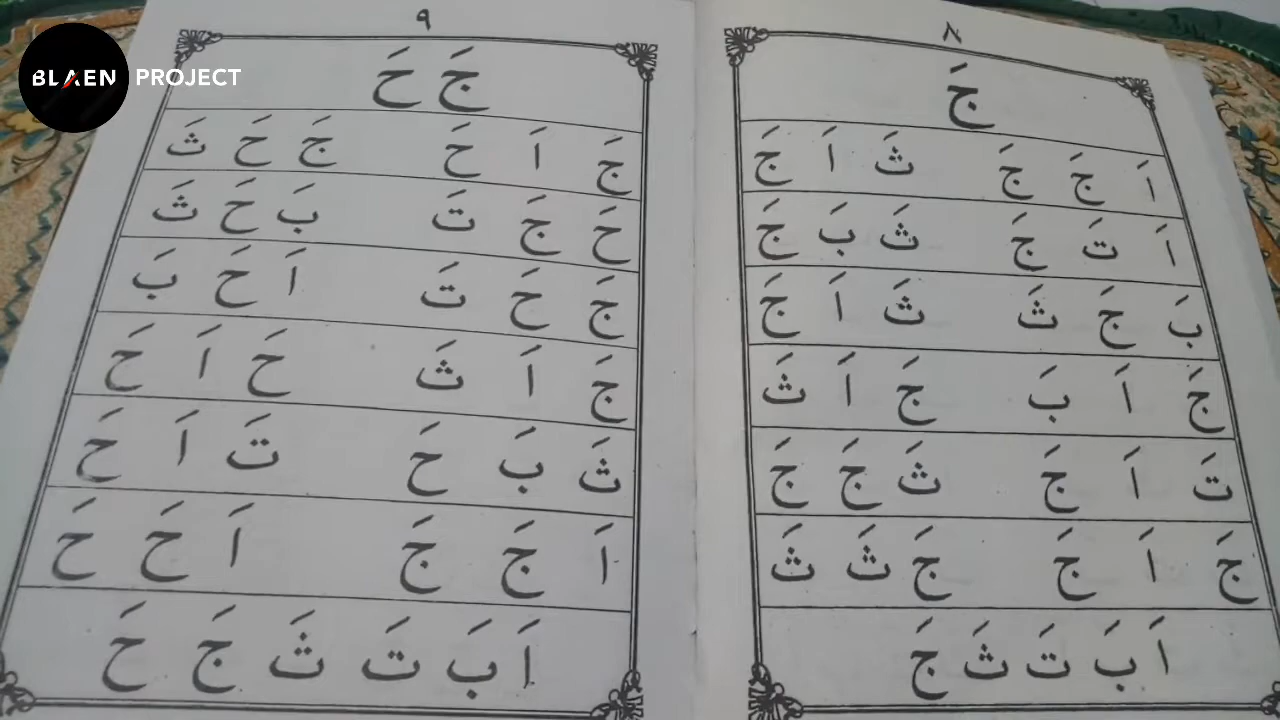 BLAEN PROJECT
٨
جَ
اَ جَ جَ ثَ اَ جَ
اَ تَ جَ ثَ بَ جَ
بَ جَ ثَ ثَ اَ جَ
جَ اَ بَ جَ اَ ثَ
تَ اَ جَ ثَ جَ جَ
جَ اَ جَ جَ ثَ ثَ
اَ بَ تَ ثَ جَ
٩
جَ حَ
جَ اَ حَ جَ حَ ثَ
حَ جَ تَ بَ حَ ثَ
جَ حَ تَ اَ حَ بَ
جَ اَ ثَ حَ اَ حَ
ثَ بَ حَ تَ اَ حَ
اَ جَ جَ اَ حَ حَ
اَ بَ تَ ثَ جَ حَ